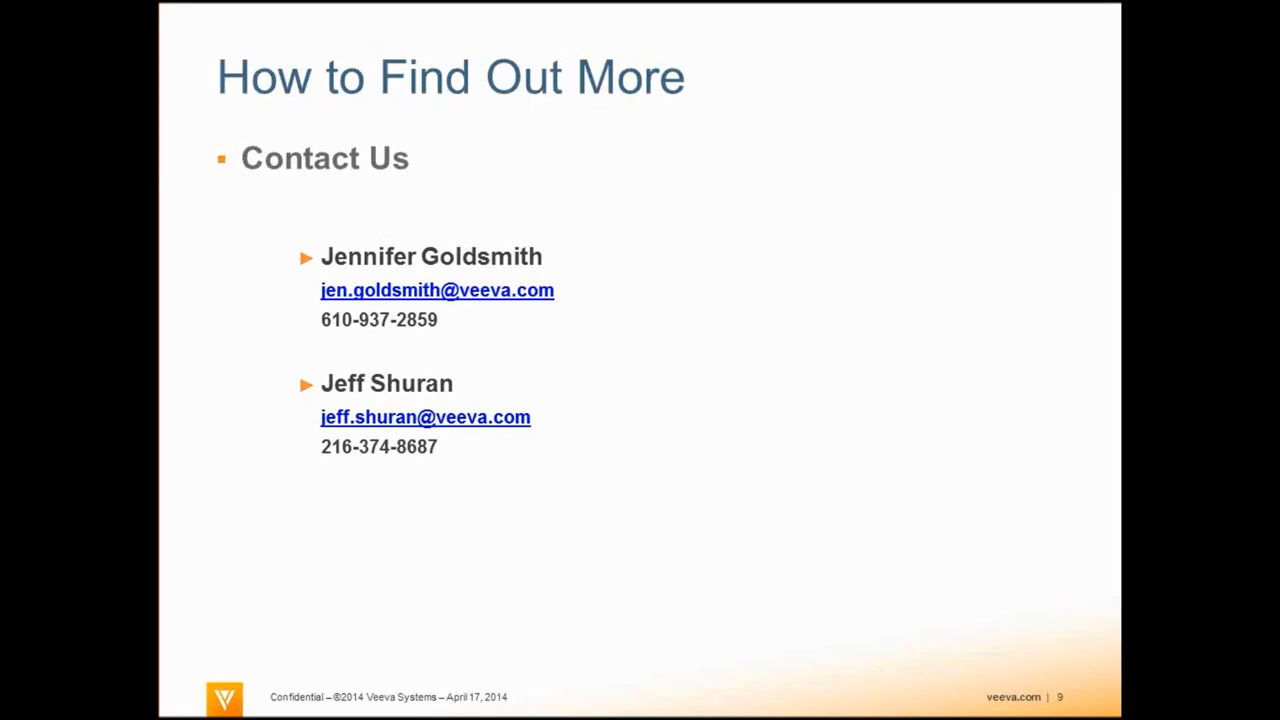 How to Find Out More
▪ Contact Us
► Jennifer Goldsmith
jen.goldsmith@veeva.com
610-937-2859
► Jeff Shuran
jeff.shuran@veeva.com
216-374-8687
Confidential – ©2014 Veeva Systems – April 17, 2014
veeva.com | 9